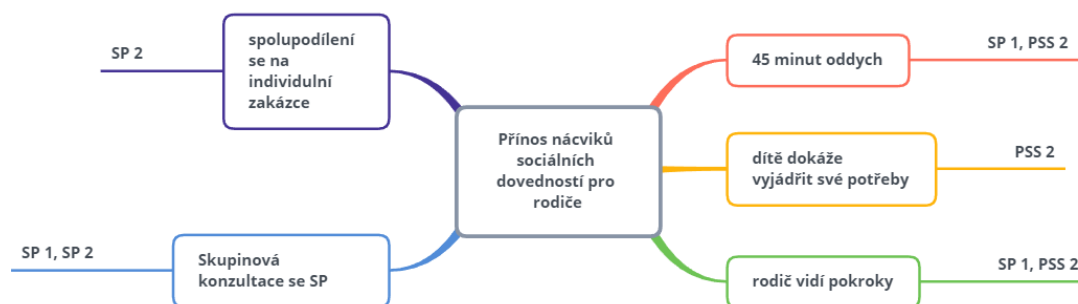 SP 2
spolupodílení
se na
individulní
zakázce
SP 1, SP 2
Skupinová
konzultace se SP
Přínos nácviků
sociálních
dovedností pro
rodiče
45 minut oddych
SP 1, PSS 2
dítě dokáže
vyjádřit své potřeby
PSS 2
rodič vidí pokroky
SP 1, PSS 2